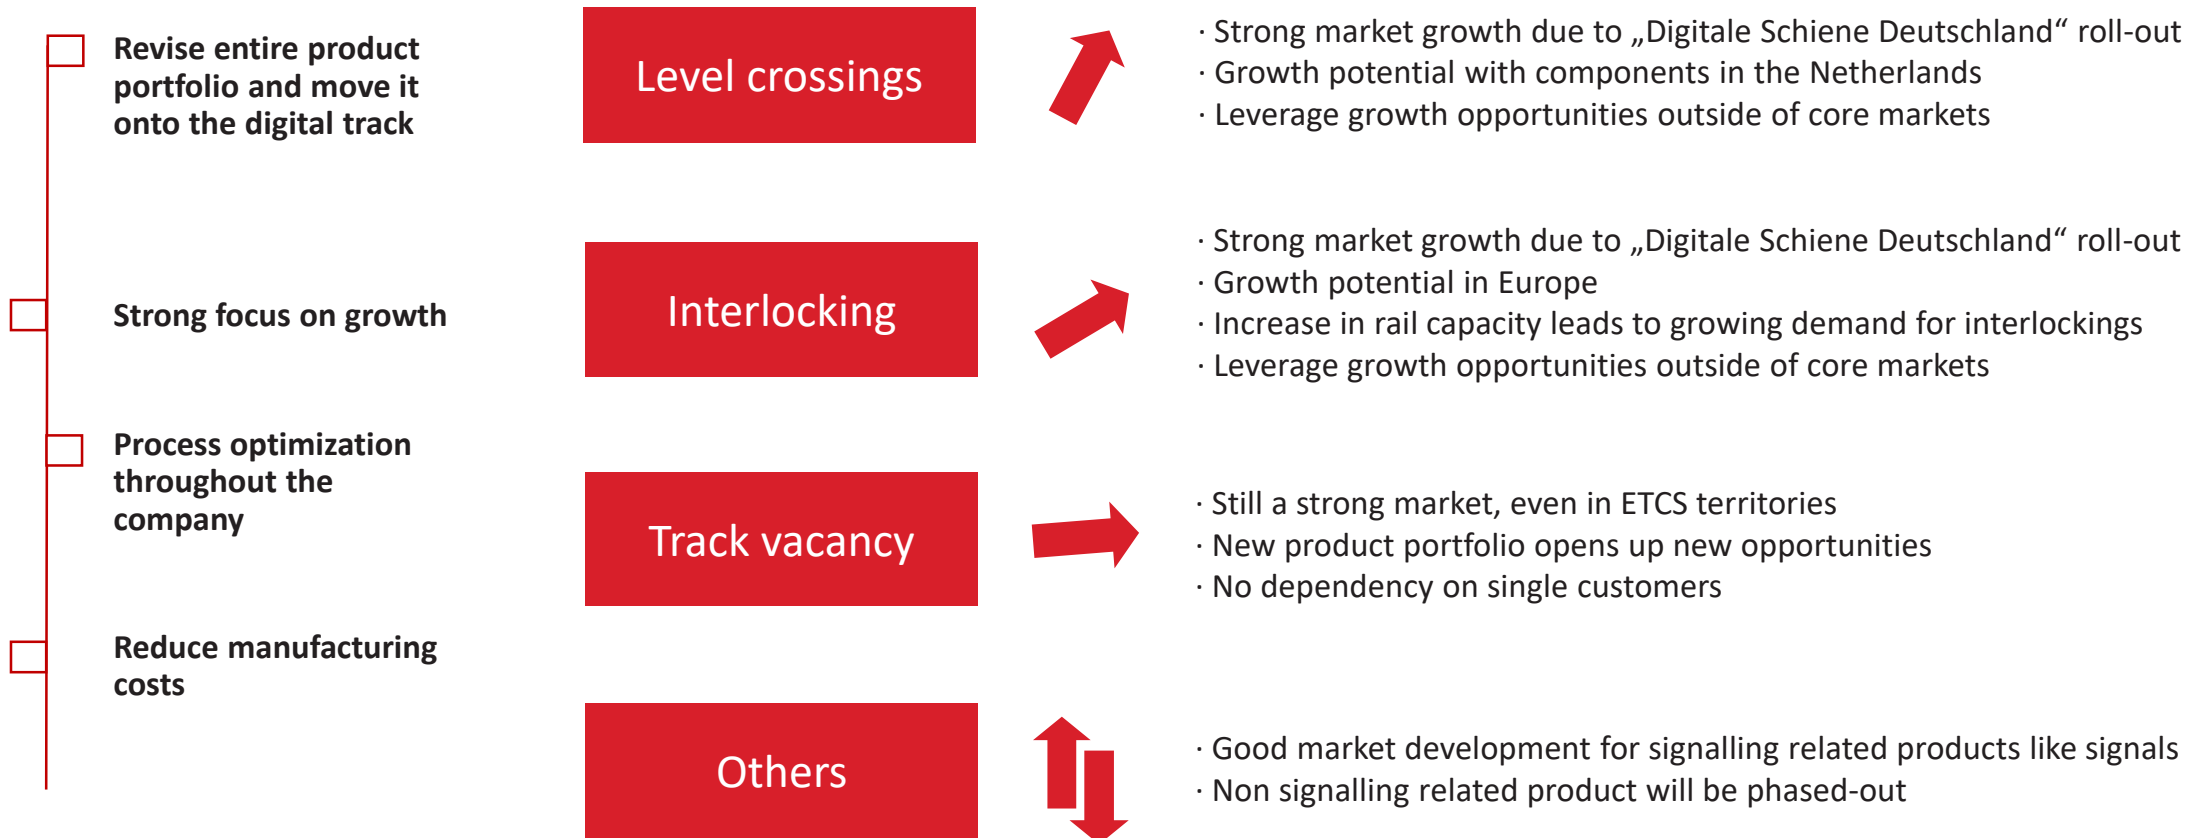 Revise entire product
portfolio and move it
onto the digital track
Strong focus on growth
Process optimization
throughout the
company
Reduce manufacturing
costs
Level crossings
· Strong market growth due to „Digitale Schiene Deutschland“ roll-out
· Growth potential with components in the Netherlands
· Leverage growth opportunities outside of core markets
Interlocking
· Strong market growth due to „Digitale Schiene Deutschland“ roll-out
· Growth potential in Europe
· Increase in rail capacity leads to growing demand for interlockings
· Leverage growth opportunities outside of core markets
Track vacancy
· Still a strong market, even in ETCS territories
· New product portfolio opens up new opportunities
· No dependency on single customers
Others
· Good market development for signalling related products like signals
· Non signalling related product will be phased-out